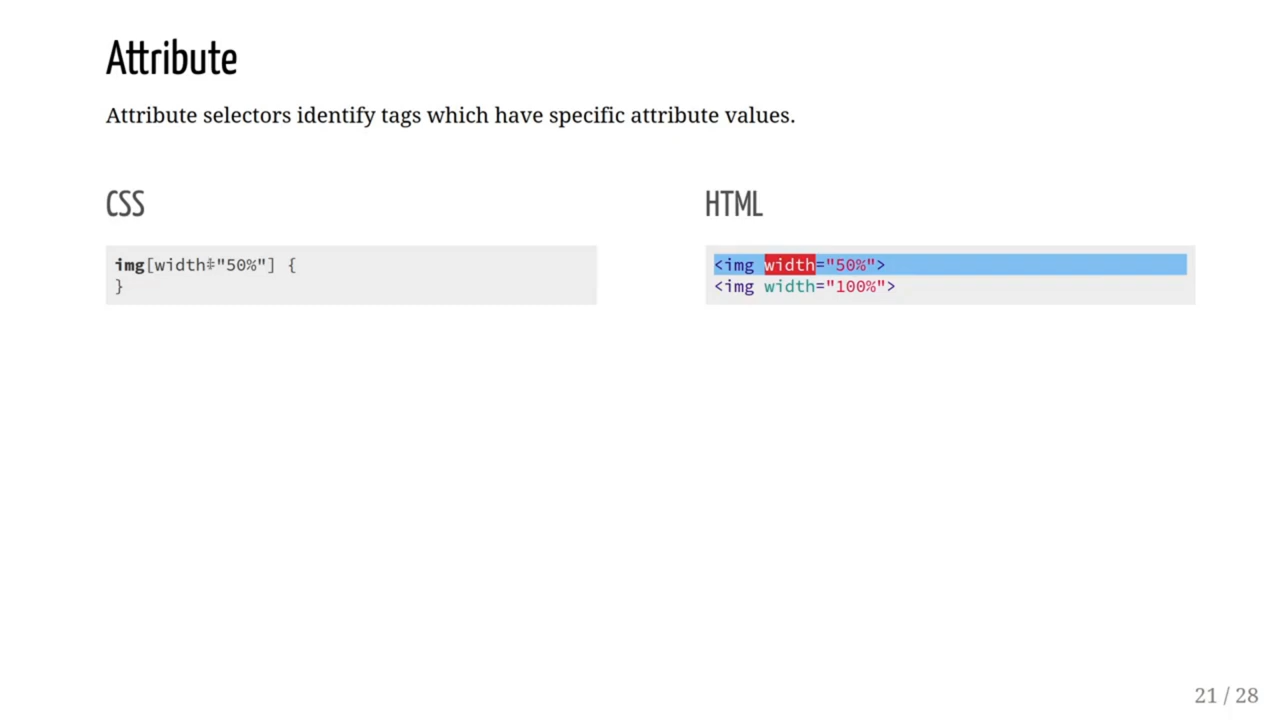 Attribute
Attribute selectors identify tags which have specific attribute values.
CSS
img[width="50%"] {
}
HTML
<img width="50%">
<img width="100%">
21 / 28